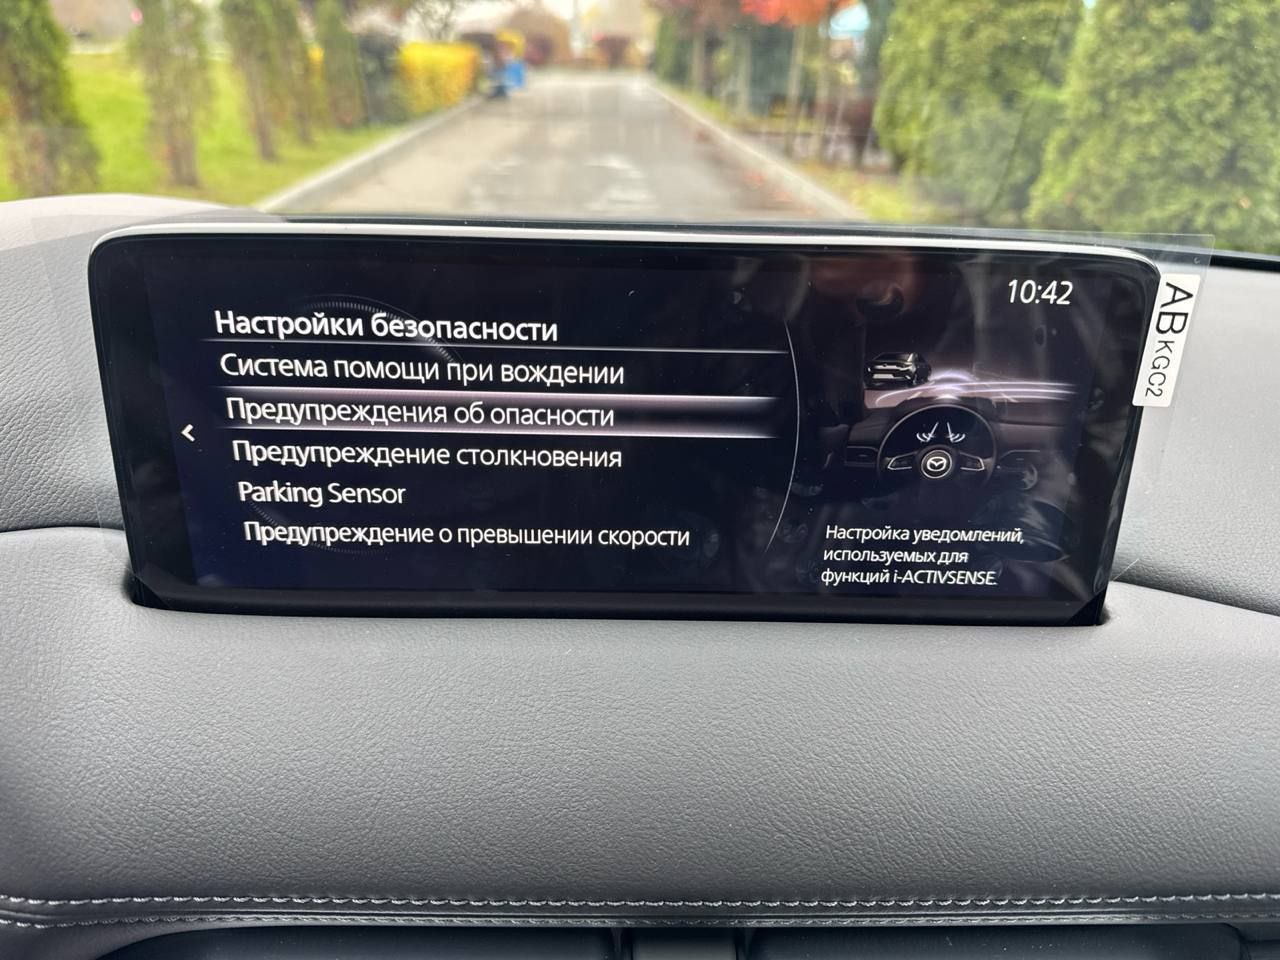 10:42
Настройки безопасности
Система помощи при вождении
Предупреждения об опасности
Предупреждение столкновения
Parking Sensor
Предупреждение о превышении скорости
Настройка уведомлений,
используемых для
функций i-ACTIVSENSE.
AB KGC2